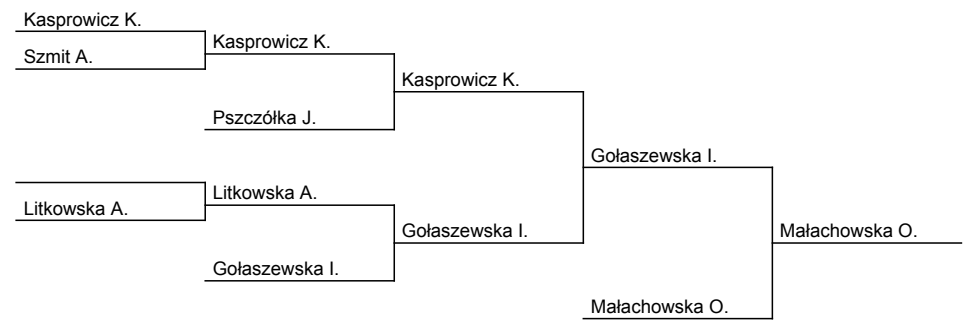 Kasprowicz K.
Szmit A.
Kasprowicz K.
Kasprowicz K.
Pszczółka J.
Gołaszewska I.
Litkowska A.
Litkowska A.
Gołaszewska I.
Małachowska O.
Gołaszewska I.
Małachowska O.